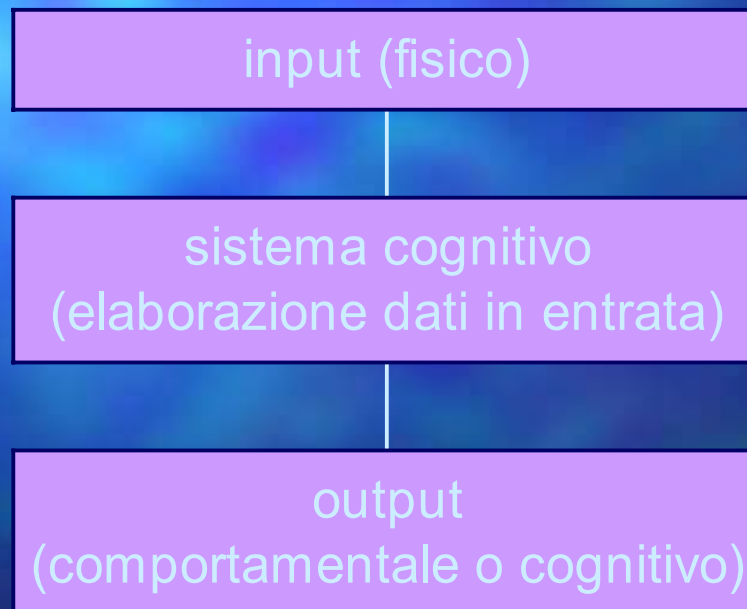 input (fisico)
sistema cognitivo
(elaborazione dati in entrata)
output
(comportamentale o cognitivo)